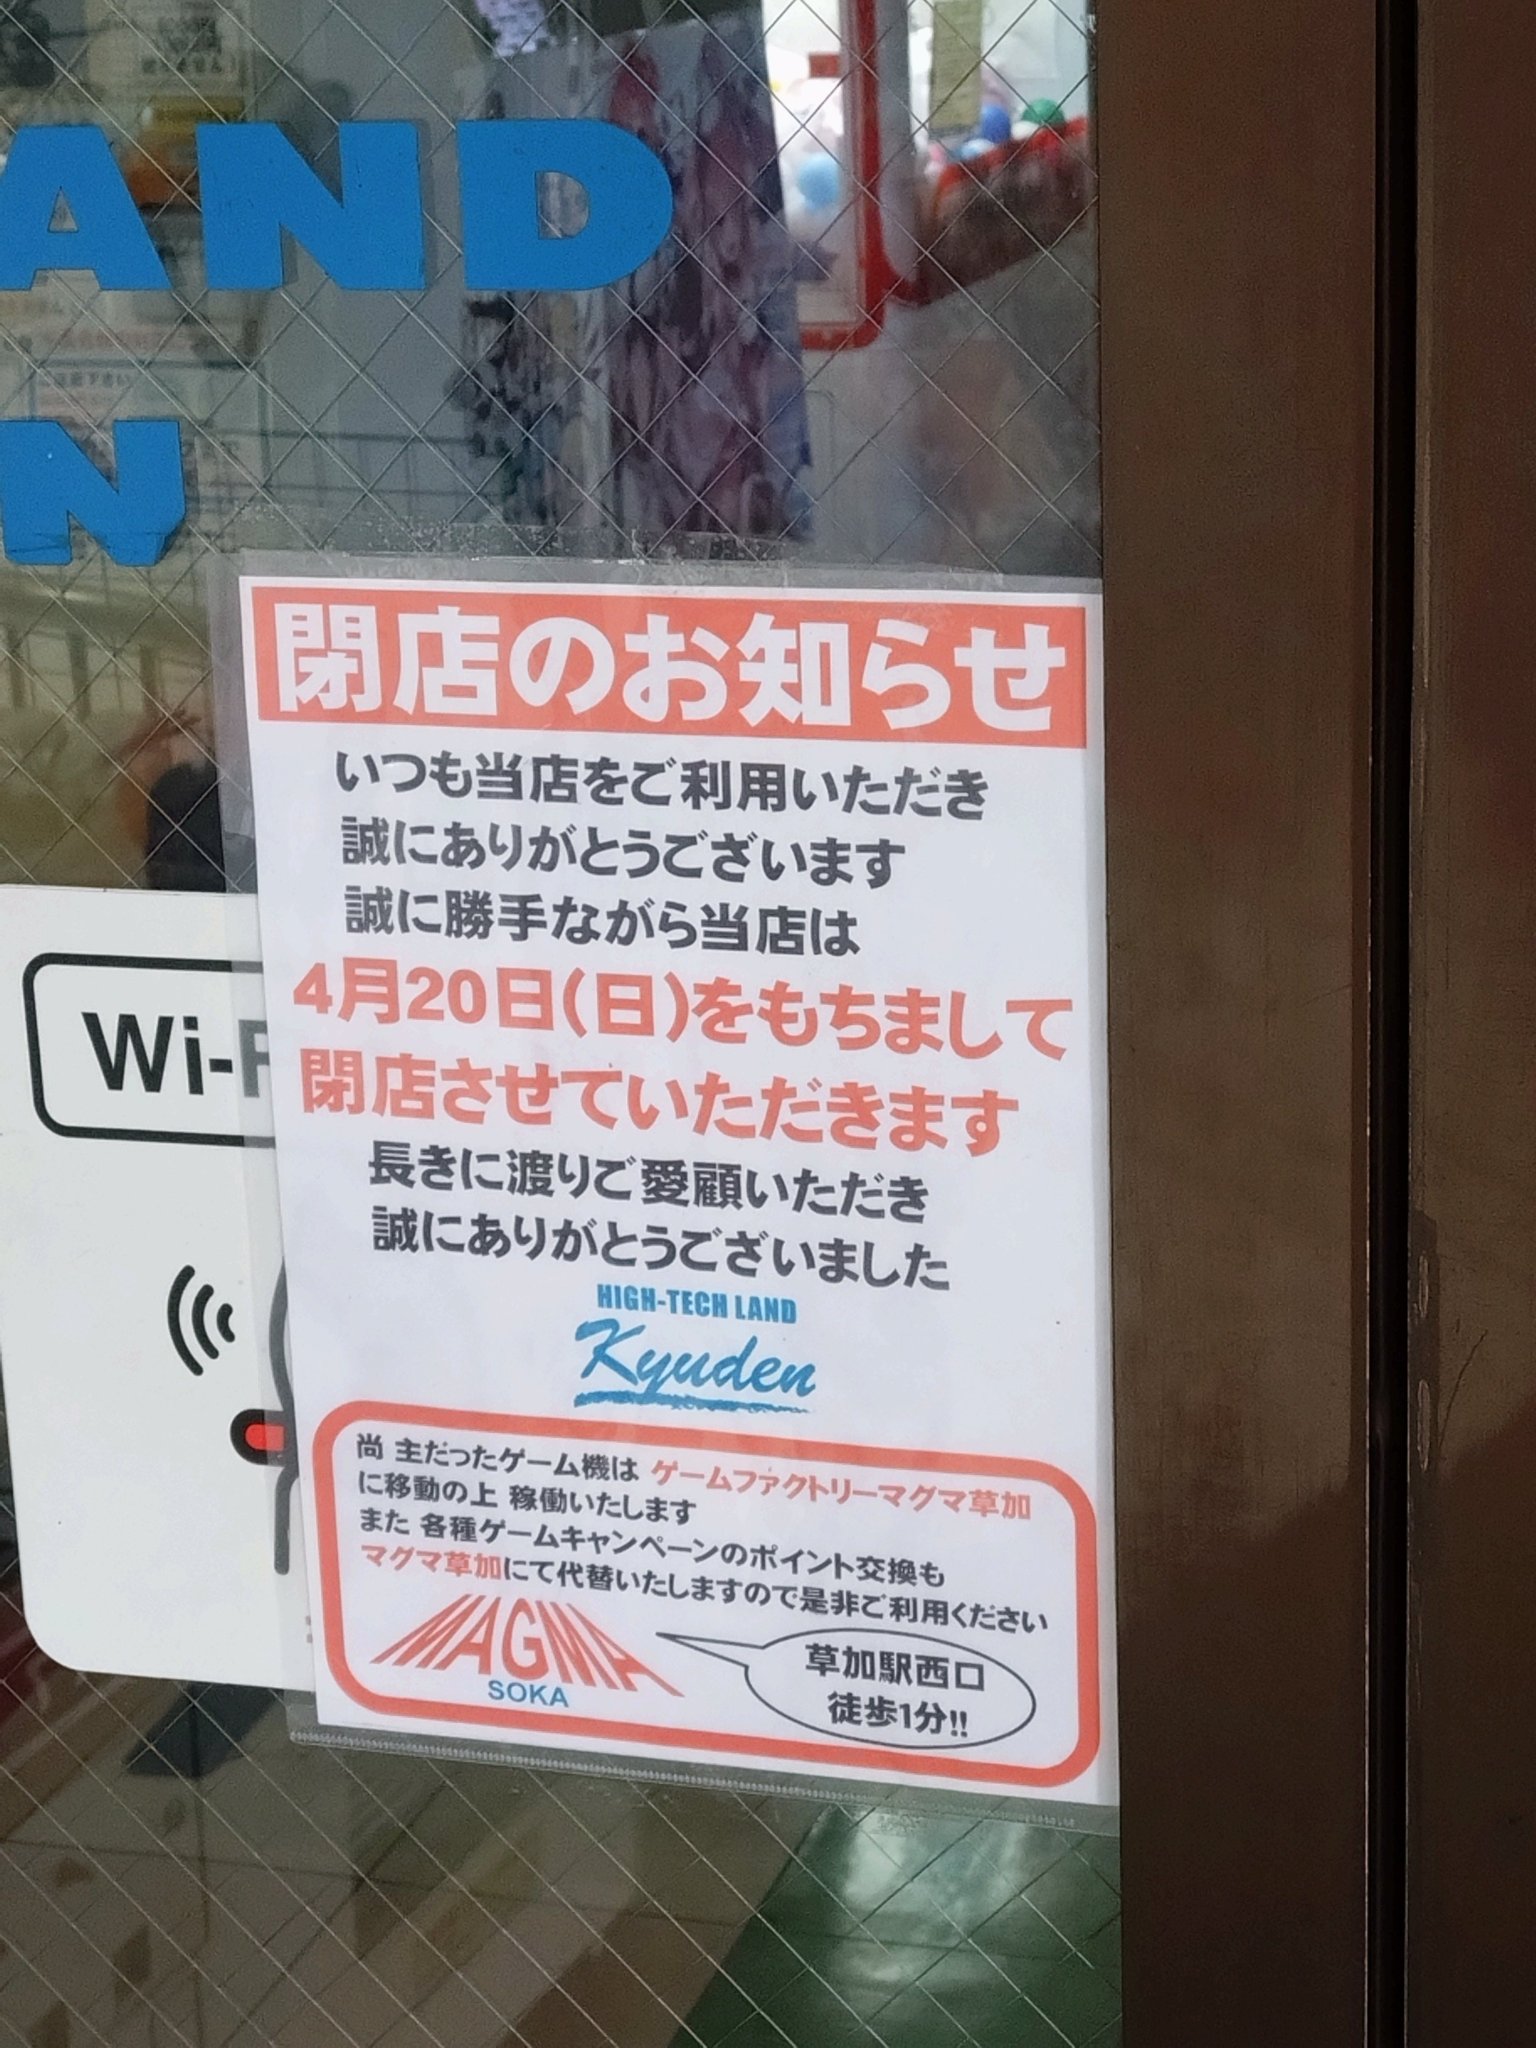 AND
N
閉店のお知らせ
いつも当店をご利用いただき
誠にありがとうございます
誠に勝手ながら当店は
4月20日(日)をもちまして
閉店させていただきます
長きに渡りご愛顧いただき
誠にありがとうございました
HIGH-TECH LAND
Kyuden
尚 主だったゲーム機は ゲームファクトリーマグマ草加
に移動の上 稼働いたします
また 各種ゲームキャンペーンのポイント交換も
マグマ草加にて代替いたしますので是非ご利用ください
MAGMA
SOKA
草加駅西口
徒歩1分!!
Wi-F